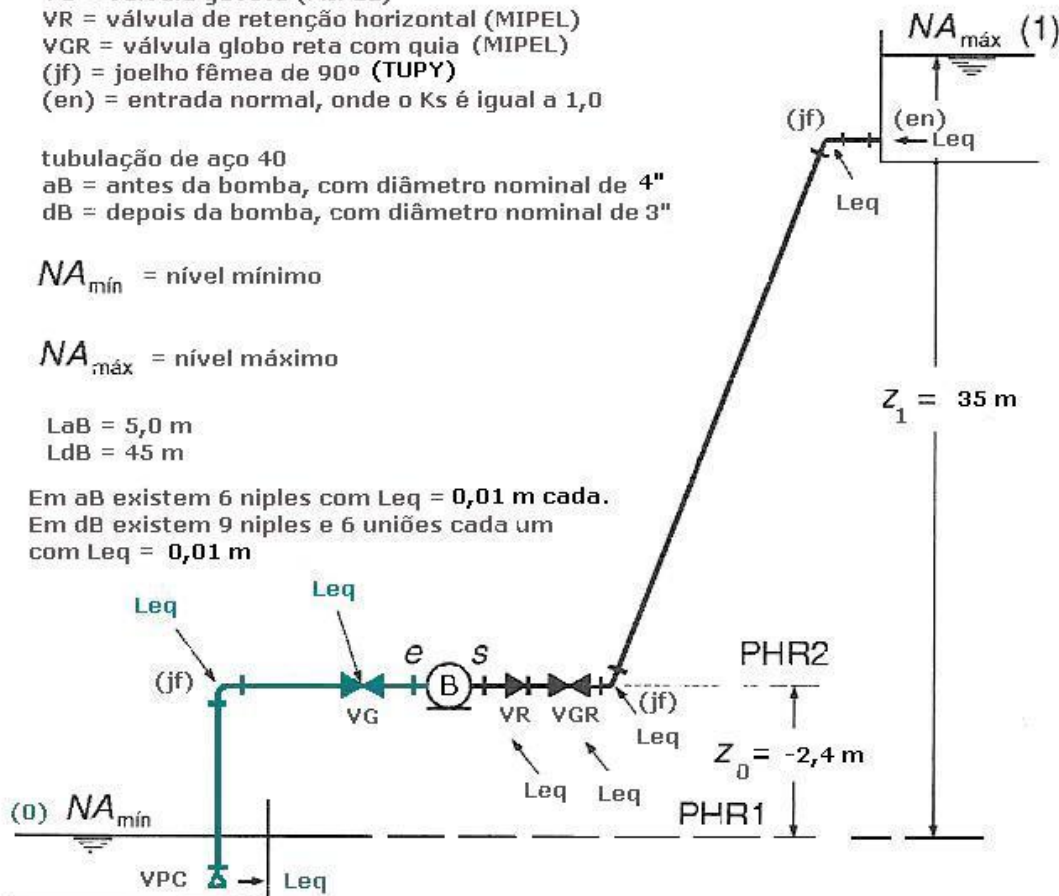 VR = válvula de retenção horizontal (MIPEL)
VGR = válvula globo reta com quia (MIPEL)
(jf) = joelho fêmea de 90º (TUPY)
(en) = entrada normal, onde o Ks é igual a 1,0
tubulação de aço 40
aB = antes da bomba, com diâmetro nominal de 4"
dB = depois da bomba, com diâmetro nominal de 3"
NAmín = nível mínimo
NAmáx = nível máximo
LaB = 5,0 m
LdB = 45 m
Em aB existem 6 niples com Leq = 0,01 m cada.
Em dB existem 9 niples e 6 uniões cada um
com Leq = 0,01 m
NAmáx (1)
(jf)
(en)
Leq
Leq
Z1 = 35 m
Leq
Leq
(jf)
e
s
B
VG
VR
VGR
(jf)
PHR2
Leq
Leq
Leq
Z0 = -2,4 m
(0) NAmín
PHR1
VPC
Leq